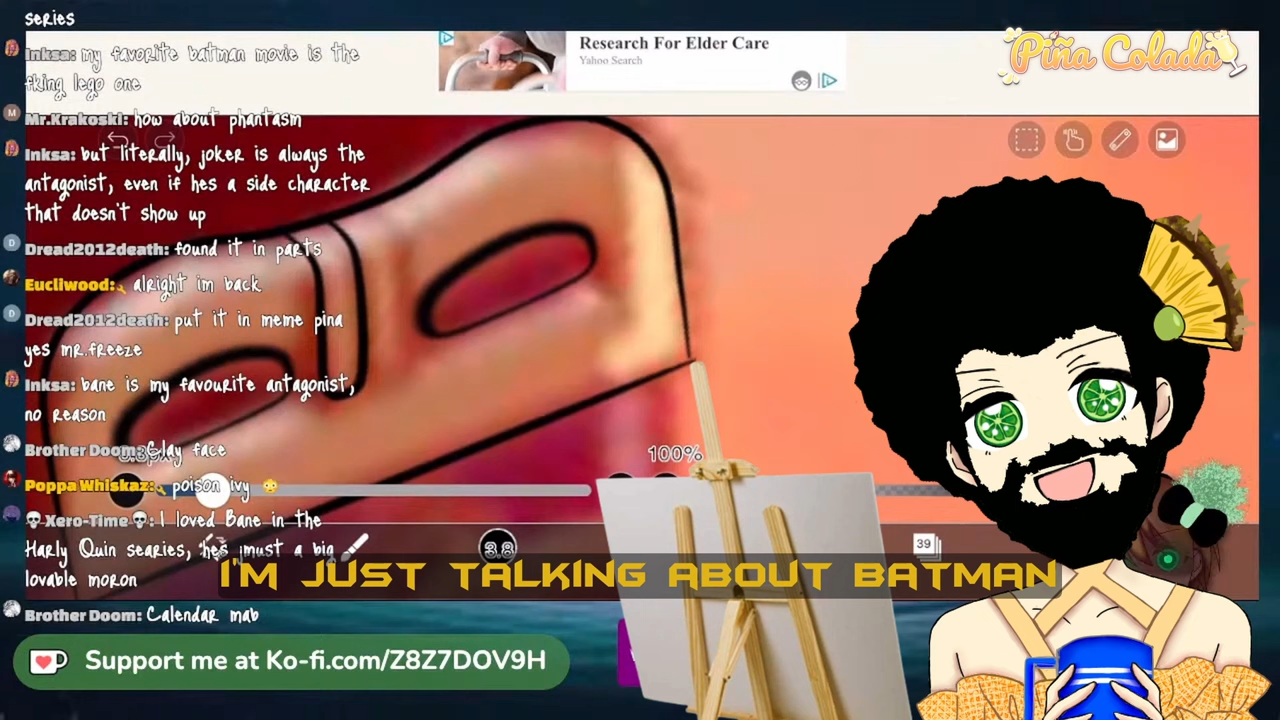 series
Inksa: my favorite batman movie is the
fking lego one
Mr.Krakoski: how about phantasm
Inksa: but literally, joker is always the
antagonist, even if hes a side character
that doesn't show up
Dread2012death: found it in parts
Eucliwood: alright im back
Dread2012death: put it in meme pina
yes mr.freeze
Inksa: bane is my favourite antagonist,
no reason
Brother Doom: Clay face
Poppa Whiskaz: poison ivy
Xero-Time: I loved Bane in the
Harly Quin searies, hes jmust a big
lovable moron
Brother Doom: Calendar mab
Support me at Ko-fi.com/Z8Z7DOV9H
Research For Elder Care
Yahoo Search
Piña Colada
100%
3.8
39
I'M JUST TALKING ABOUT BATMAN